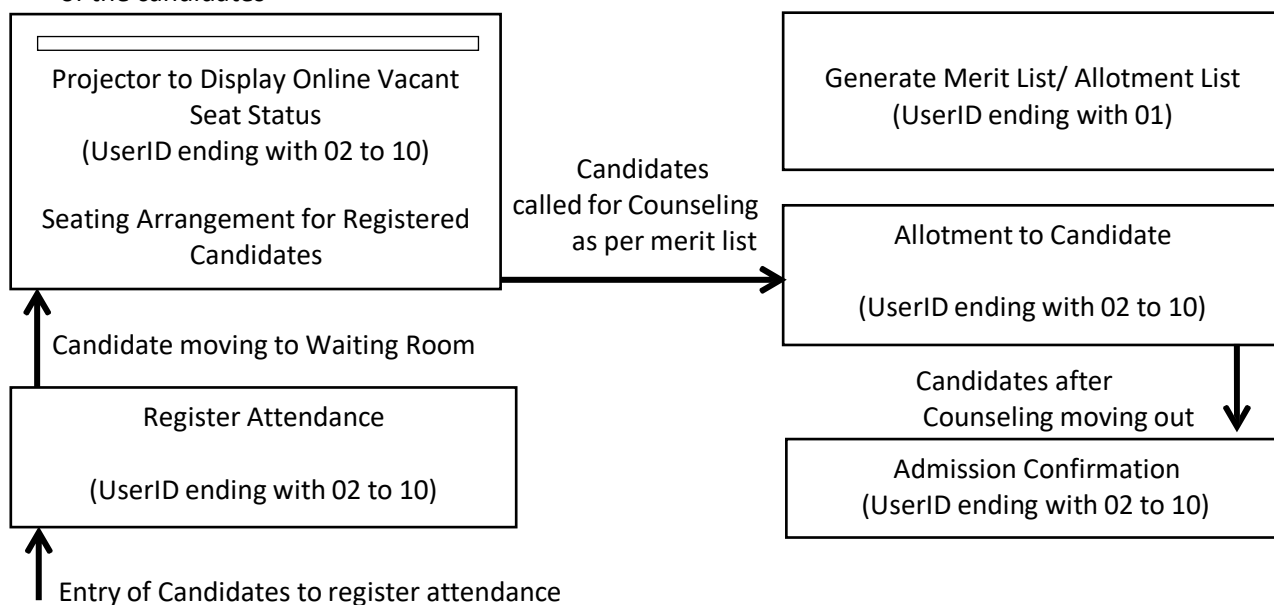 of the candidates
Projector to Display Online Vacant
Seat Status
(UserID ending with 02 to 10)
Seating Arrangement for Registered
Candidates
Generate Merit List/ Allotment List
(UserID ending with 01)
Candidates
called for Counseling
as per merit list
Allotment to Candidate
(UserID ending with 02 to 10)
Candidate moving to Waiting Room
Register Attendance
(UserID ending with 02 to 10)
Candidates after
Counseling moving out
Admission Confirmation
(UserID ending with 02 to 10)
Entry of Candidates to register attendance